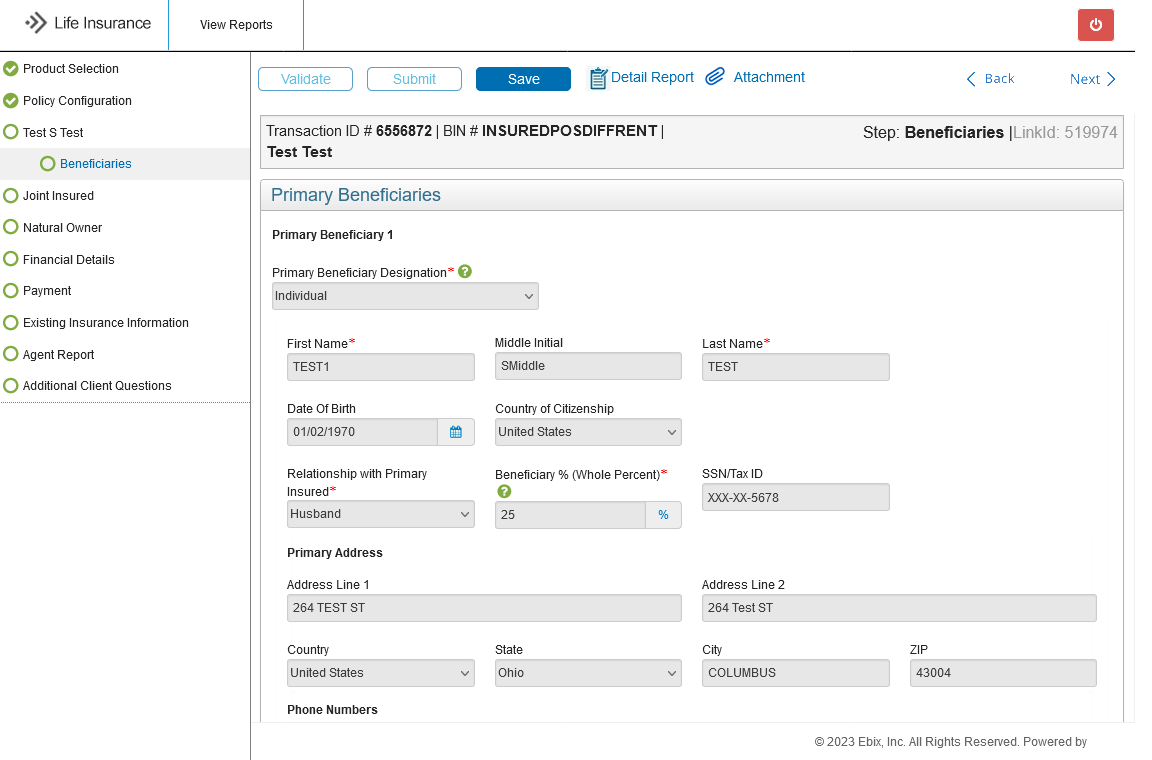 Life Insurance
View Reports
Product Selection
Policy Configuration
Test S Test
Beneficiaries
Joint Insured
Natural Owner
Financial Details
Payment
Existing Insurance Information
Agent Report
Additional Client Questions
Validate
Submit
Save
Detail Report
Attachment
Back
Next
Transaction ID # 6556872 | BIN # INSUREDPOSDIFFRENT |
Test Test
Step: Beneficiaries |LinkId: 519974
Primary Beneficiaries
Primary Beneficiary 1
Primary Beneficiary Designation* ?
Individual
First Name*
Middle Initial
Last Name*
TEST1
SMiddle
TEST
Date Of Birth
Country of Citizenship
01/02/1970
United States
Relationship with Primary
Insured*
Beneficiary % (Whole Percent)*
?
SSN/Tax ID
Husband
25
%
XXX-XX-5678
Primary Address
Address Line 1
Address Line 2
264 TEST ST
264 Test ST
Country
State
City
ZIP
United States
Ohio
COLUMBUS
43004
Phone Numbers
© 2023 Ebix, Inc. All Rights Reserved. Powered by